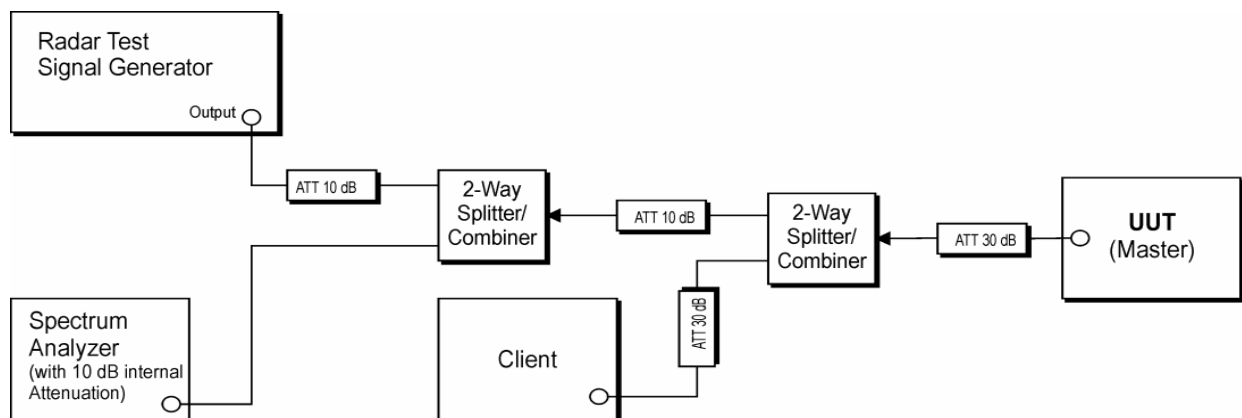 Radar Test
Signal Generator
Output
ATT 10 dB
2-Way
Splitter/
Combiner
ATT 10 dB
2-Way
Splitter/
Combiner
ATT 30 dB
UUT
(Master)
Spectrum
Analyzer
(with 10 dB internal
Attenuation)
Client
ATT 30 dB